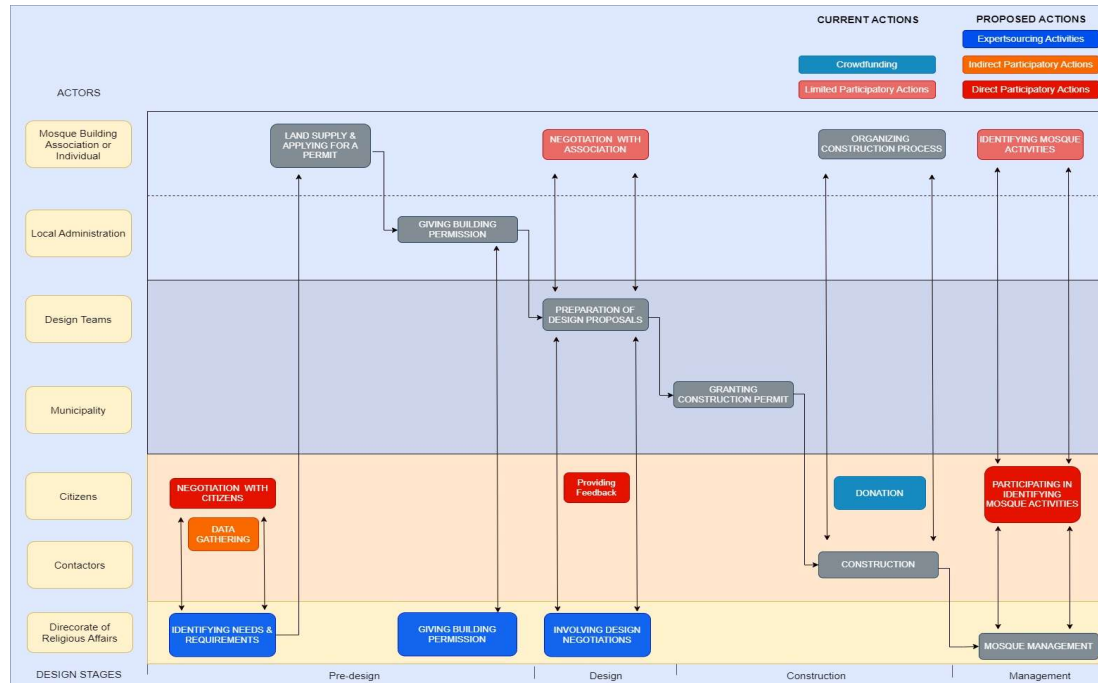 CURRENT ACTIONS
PROPOSED ACTIONS
Expertsourcing Activities
Crowdfunding
Indirect Participatory Actions
Limited Participatory Actions
Direct Participatory Actions
ACTORS
Mosque Building
Association or
Individual
LAND SUPPLY &
APPLYING FOR A
PERMIT
NEGOTIATION WITH
ASSOCIATION
ORGANIZING
CONSTRUCTION PROCESS
IDENTIFYING MOSQUE
ACTIVITIES
Local Administration
GIVING BUILDING
PERMISSION
Design Teams
PREPARATION OF
DESIGN PROPOSALS
Municipality
GRANTING
CONSTRUCTION PERMIT
Citizens
NEGOTIATION WITH
CITIZENS
Providing
Feedback
DONATION
PARTICIPATING IN
IDENTIFYING
MOSQUE ACTIVITIES
DATA
GATHERING
Contactors
CONSTRUCTION
Direcorate of
Religious Affairs
IDENTIFYING NEEDS &
REQUIREMENTS
GIVING BUILDING
PERMISSION
INVOLVING DESIGN
NEGOTIATIONS
MOSQUE MANAGEMENT
DESIGN STAGES
Pre-design
Design
Construction
Management